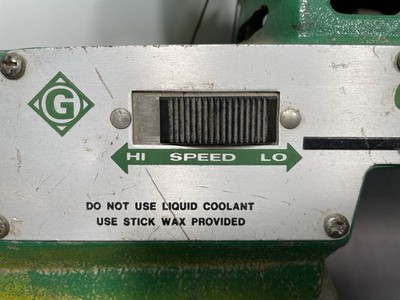 G
HI SPEED LO
DO NOT USE LIQUID COOLANT
USE STICK WAX PROVIDED